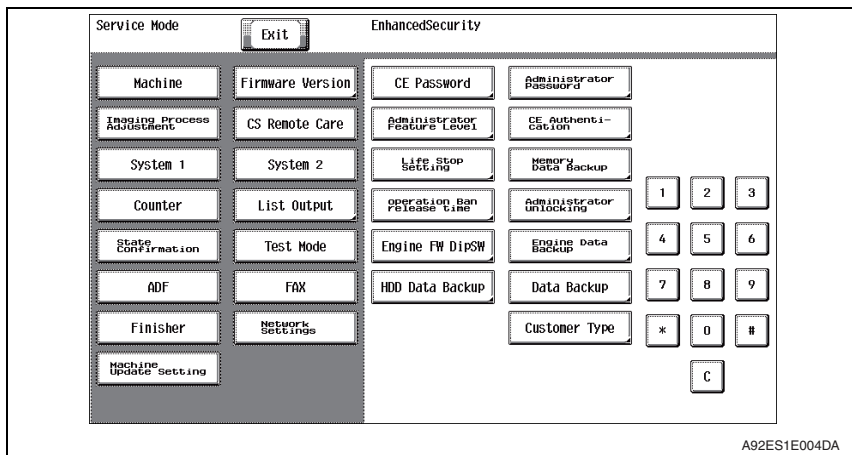 Service Mode
Exit
EnhancedSecurity
Machine
Firmware Version
CE Password
Administrator
Password
Imaging Process
Adjustment
CS Remote Care
Administrator
Feature Level
CE Authenti-
cation
System 1
System 2
Life Stop
Setting
Memory
Data Backup
Counter
List Output
operation Ban
release time
Administrator
unlocking
1 2 3
State
Confirmation
Test Mode
Engine FW DipSW
Engine Data
Backup
4 5 6
ADF
FAX
HDD Data Backup
Data Backup
7 8 9
Finisher
Network
Settings
Customer Type
* 0 #
Machine
Update Setting
C
A92ES1E004DA